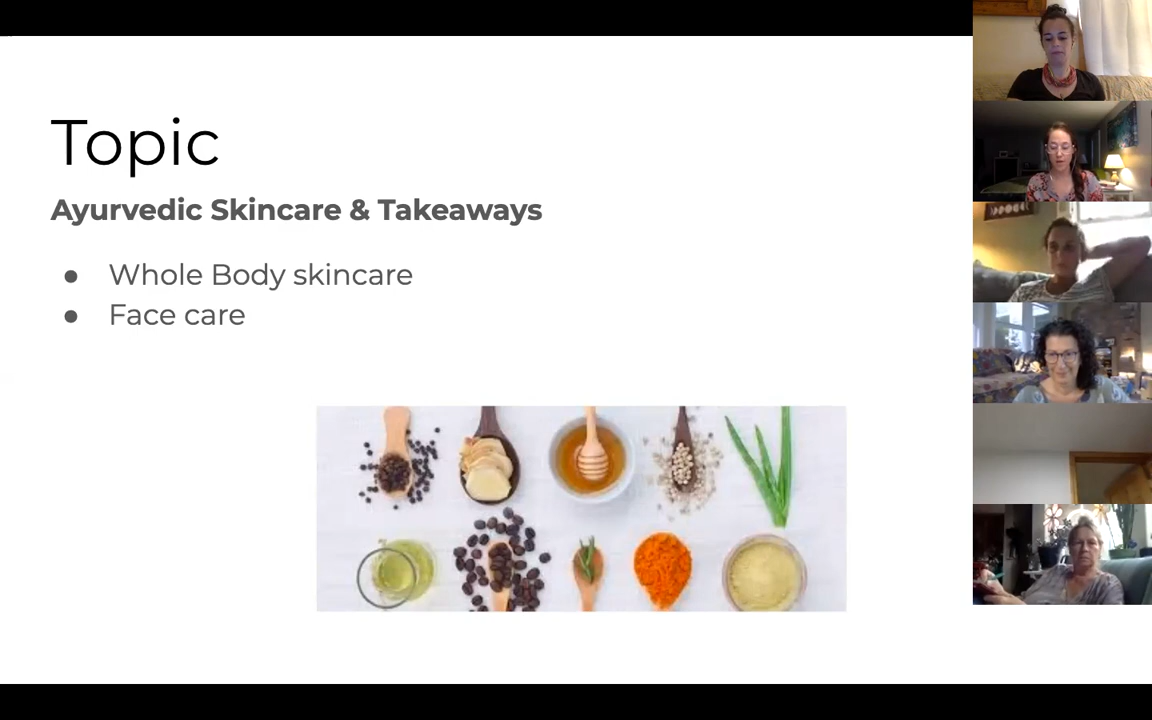 Topic
Ayurvedic Skincare & Takeaways
● Whole Body skincare
● Face care